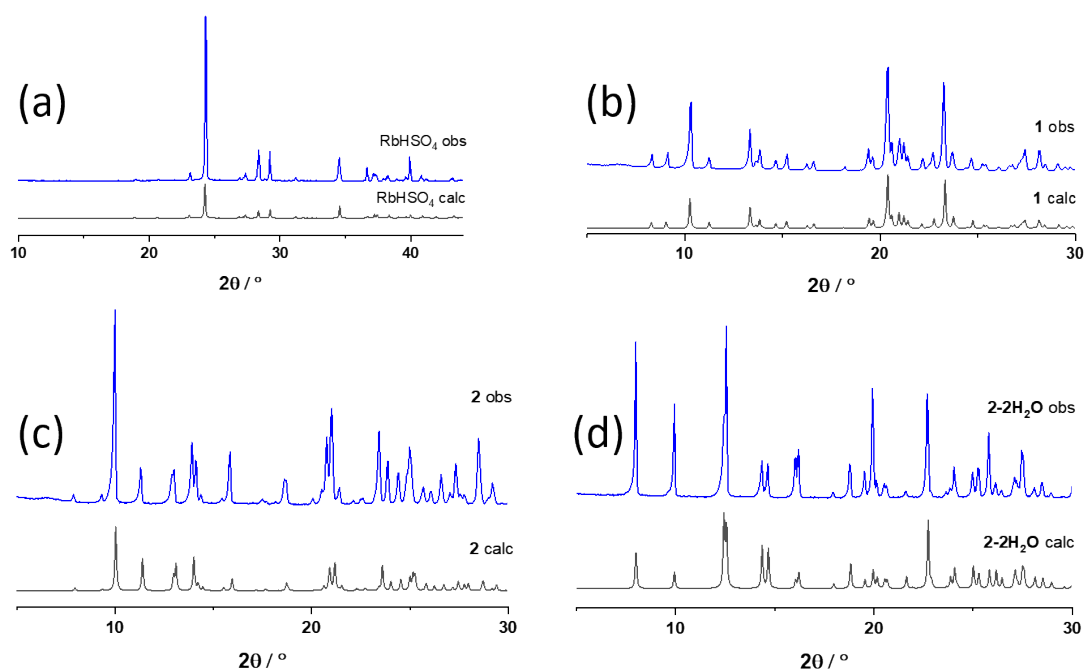 (a)
RbHSO₄ obs
RbHSO₄ calc
10 20 30 40
2θ / °
(b)
1 obs
1 calc
10 20 30
2θ / °
(c)
2 obs
2 calc
10 20 30
2θ / °
(d)
2-2H₂O obs
2-2H₂O calc
10 20 30
2θ / °